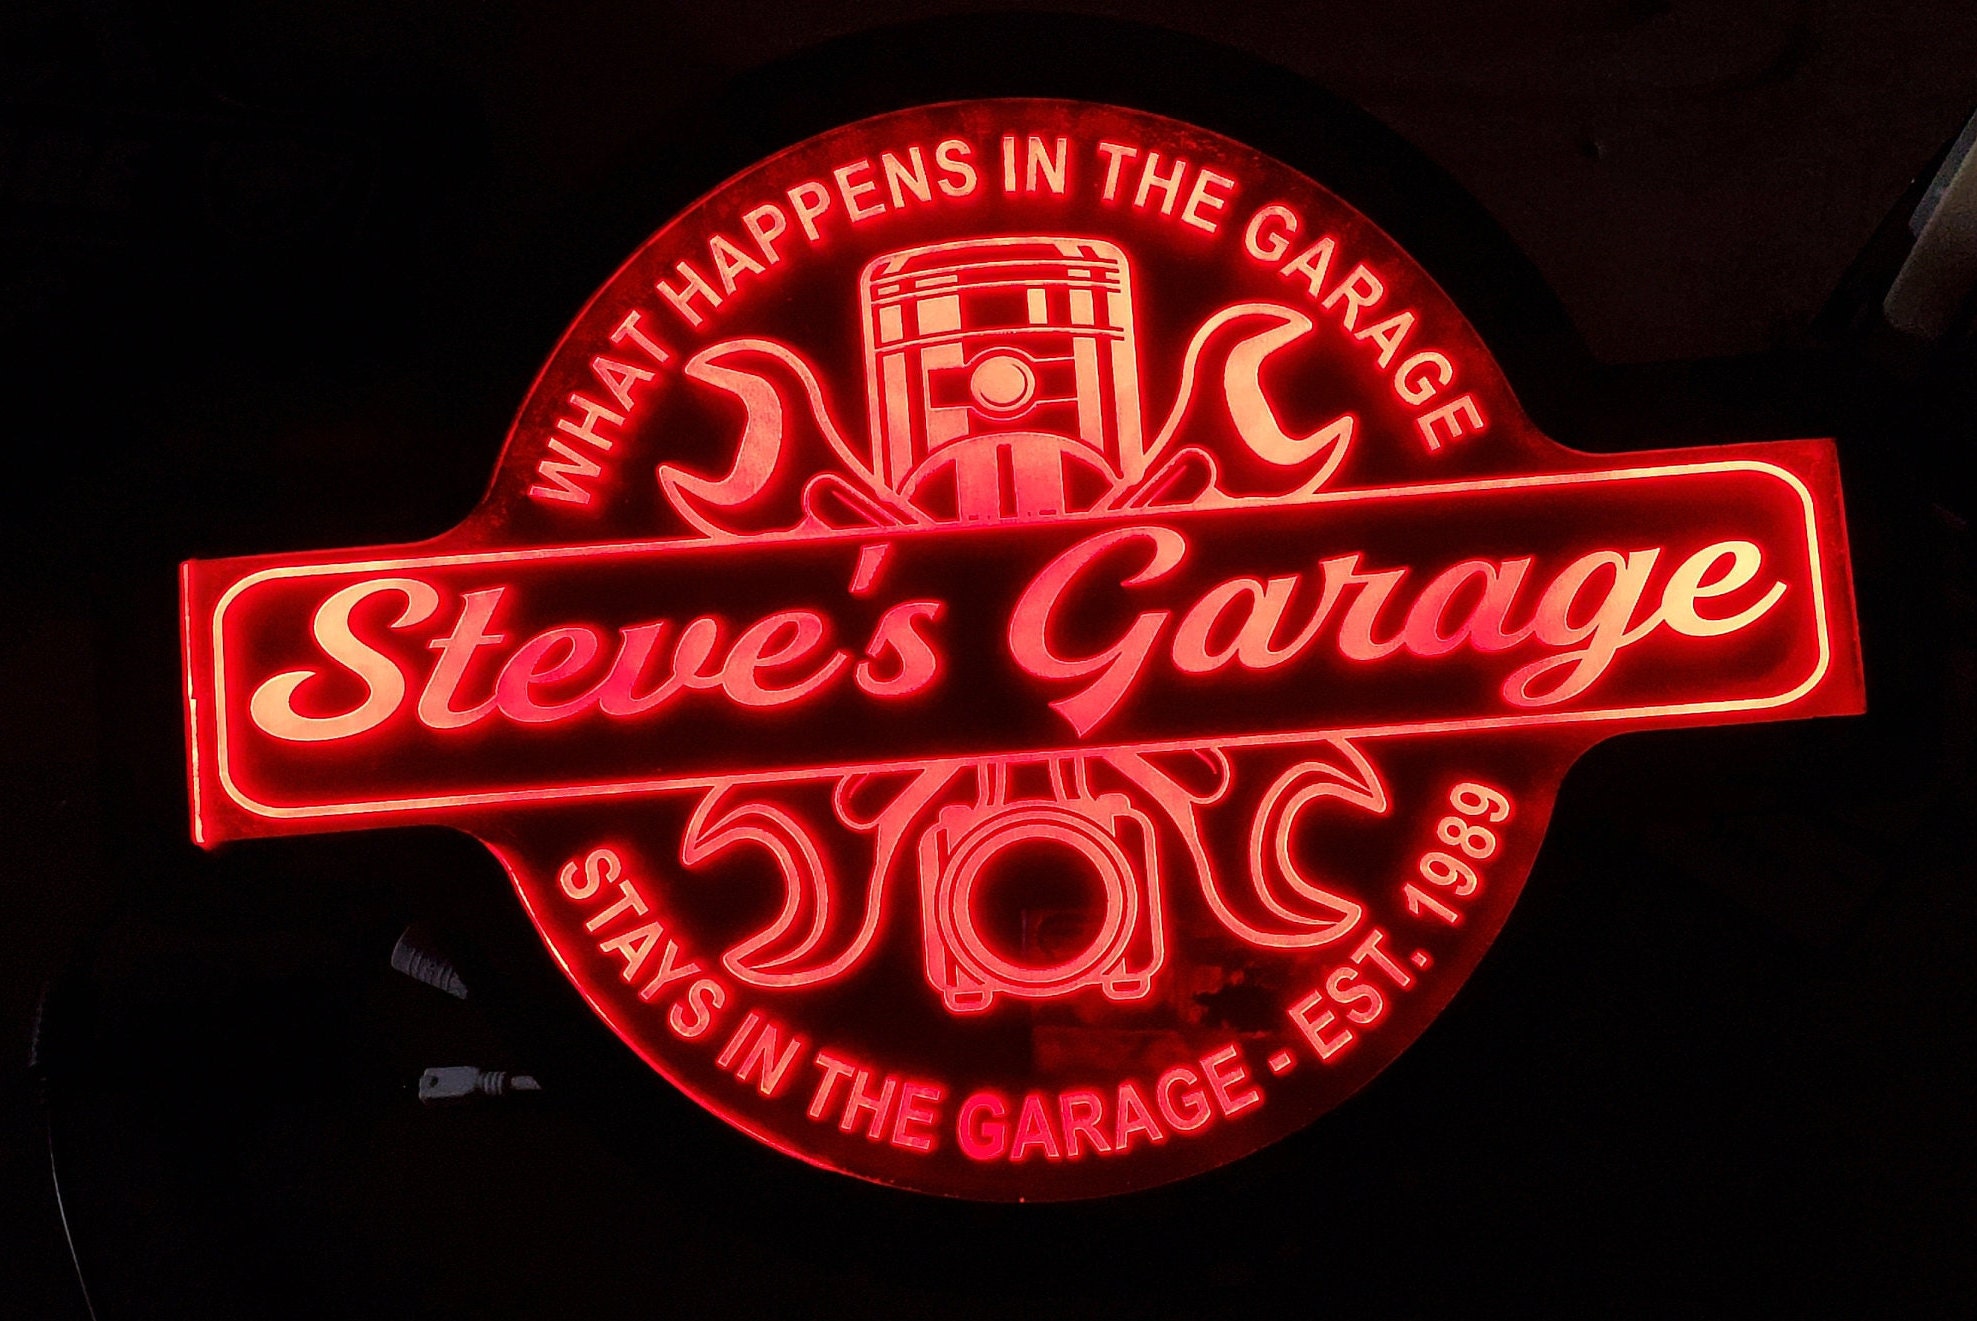 WHAT HAPPENS IN THE GARAGE
Steve's Garage
STAYS IN THE GARAGE - EST. 1989